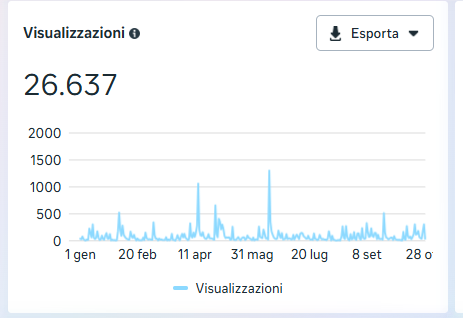 Visualizzazioni
Esporta
26.637
2000
1500
1000
500
0
1 gen 20 feb 11 apr 31 mag 20 lug 8 set 28 o
Visualizzazioni